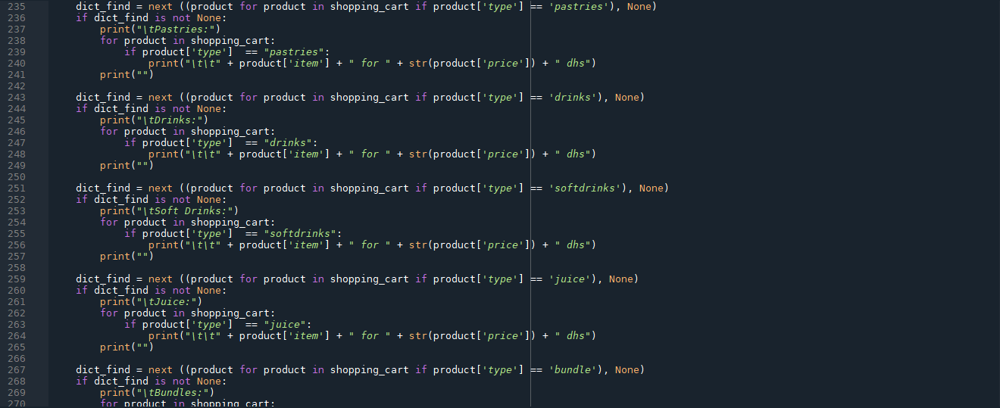 235 dict_find = next ((product for product in shopping_cart if product['type'] == 'pastries'), None)
236 if dict_find is not None:
237     print("\tPastries:")
238     for product in shopping_cart:
239         if product['type']  == "pastries":
240             print("\t\t" + product['item'] + " for " + str(product['price']) + " dhs")
241     print("")
242
243 dict_find = next ((product for product in shopping_cart if product['type'] == 'drinks'), None)
244 if dict_find is not None:
245     print("\tDrinks:")
246     for product in shopping_cart:
247         if product['type']  == "drinks":
248             print("\t\t" + product['item'] + " for " + str(product['price']) + " dhs")
249     print("")
250
251 dict_find = next ((product for product in shopping_cart if product['type'] == 'softdrinks'), None)
252 if dict_find is not None:
253     print("\tSoft Drinks:")
254     for product in shopping_cart:
255         if product['type']  == "softdrinks":
256             print("\t\t" + product['item'] + " for " + str(product['price']) + " dhs")
257     print("")
258
259 dict_find = next ((product for product in shopping_cart if product['type'] == 'juice'), None)
260 if dict_find is not None:
261     print("\tJuice:")
262     for product in shopping_cart:
263         if product['type']  == "juice":
264             print("\t\t" + product['item'] + " for " + str(product['price']) + " dhs")
265     print("")
266
267 dict_find = next ((product for product in shopping_cart if product['type'] == 'bundle'), None)
268 if dict_find is not None:
269     print("\tBundles:")
270     for product in shopping_cart: